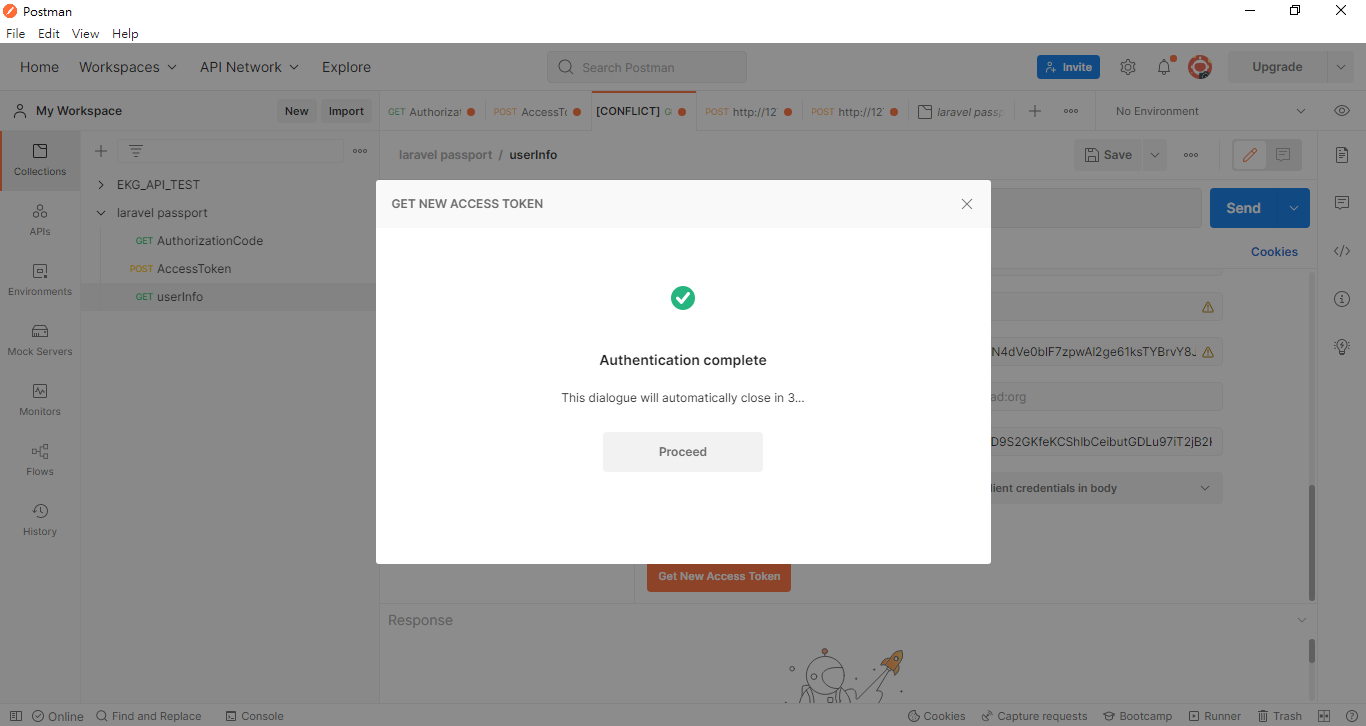 Postman
File Edit View Help
Home Workspaces API Network Explore Search Postman Invite Upgrade
My Workspace New Import GET Authorizat POST AccessTo [CONFLICT] G POST http://12 POST http://12 laravel passp No Environment
Collections
APIs
Environments
Mock Servers
Monitors
Flows
History
EKG_API_TEST
laravel passport
GET AuthorizationCode
POST AccessToken
GET userInfo
laravel passport / userInfo Save
Send
Cookies
GET NEW ACCESS TOKEN
Authentication complete
This dialogue will automatically close in 3...
Proceed
ad:org
lient credentials in body
Get New Access Token
Response
Online Find and Replace Console Cookies Capture requests Bootcamp Runner Trash